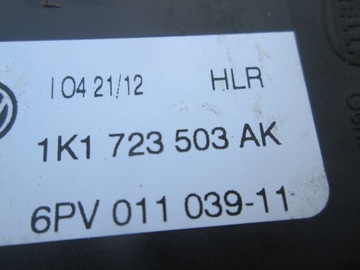 I 04 21/12 HLR
1K1 723 503 AK
6PV 011 039-11